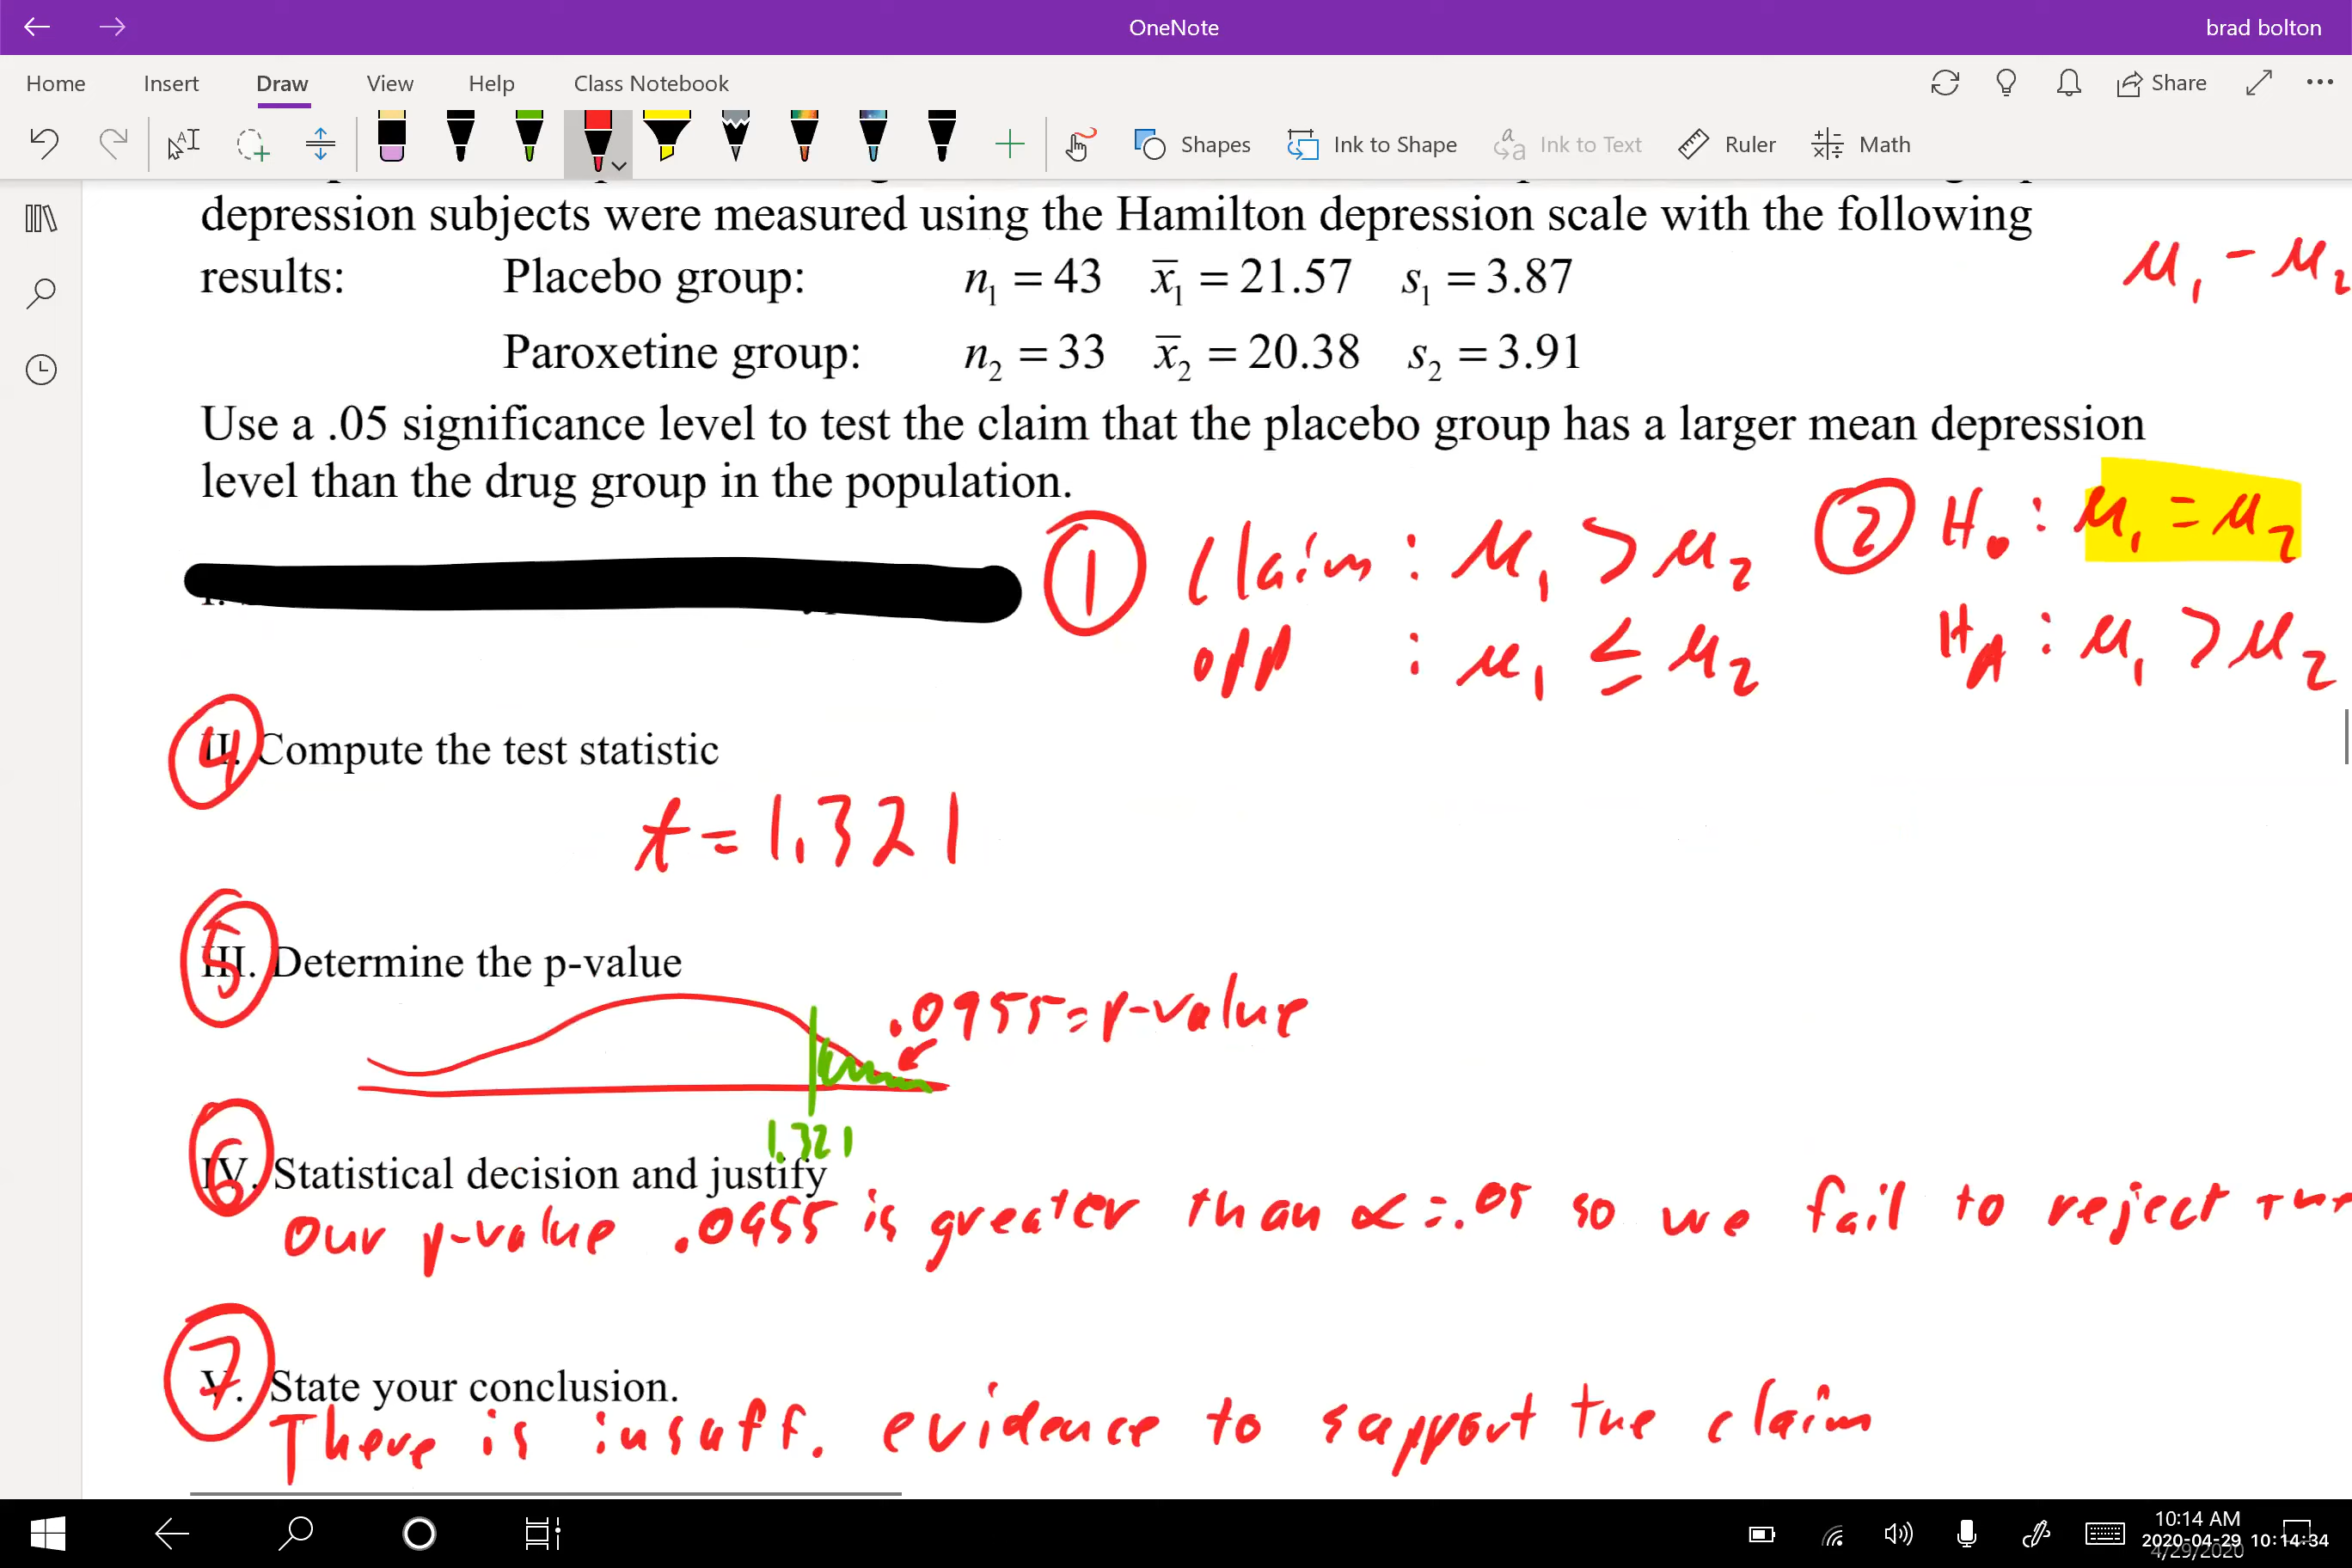 OneNote
brad bolton
Home Insert Draw View Help Class Notebook
Share
Shapes Ink to Shape Ink to Text Ruler Math
depression subjects were measured using the Hamilton depression scale with the following
results: Placebo group: n₁ = 43 x̅₁ = 21.57 s₁ = 3.87
μ₁ - μ₂
Paroxetine group: n₂ = 33 x̅₂ = 20.38 s₂ = 3.91
Use a .05 significance level to test the claim that the placebo group has a larger mean depression
level than the drug group in the population.
① Claim : μ₁ > μ₂
opp : μ₁ ≤ μ₂
② H₀ : μ₁ = μ₂
H_A : μ₁ > μ₂
④ II. Compute the test statistic
t = 1.321
⑤ III. Determine the p-value
.0955 = p-value
1.321
⑥ IV. Statistical decision and justify
Our p-value .0955 is greater than α = .05 so we fail to reject
⑦ V. State your conclusion.
There is insuff. evidence to support the claim
10:14 AM
2020-04-29 10:14:34
4/29/2020